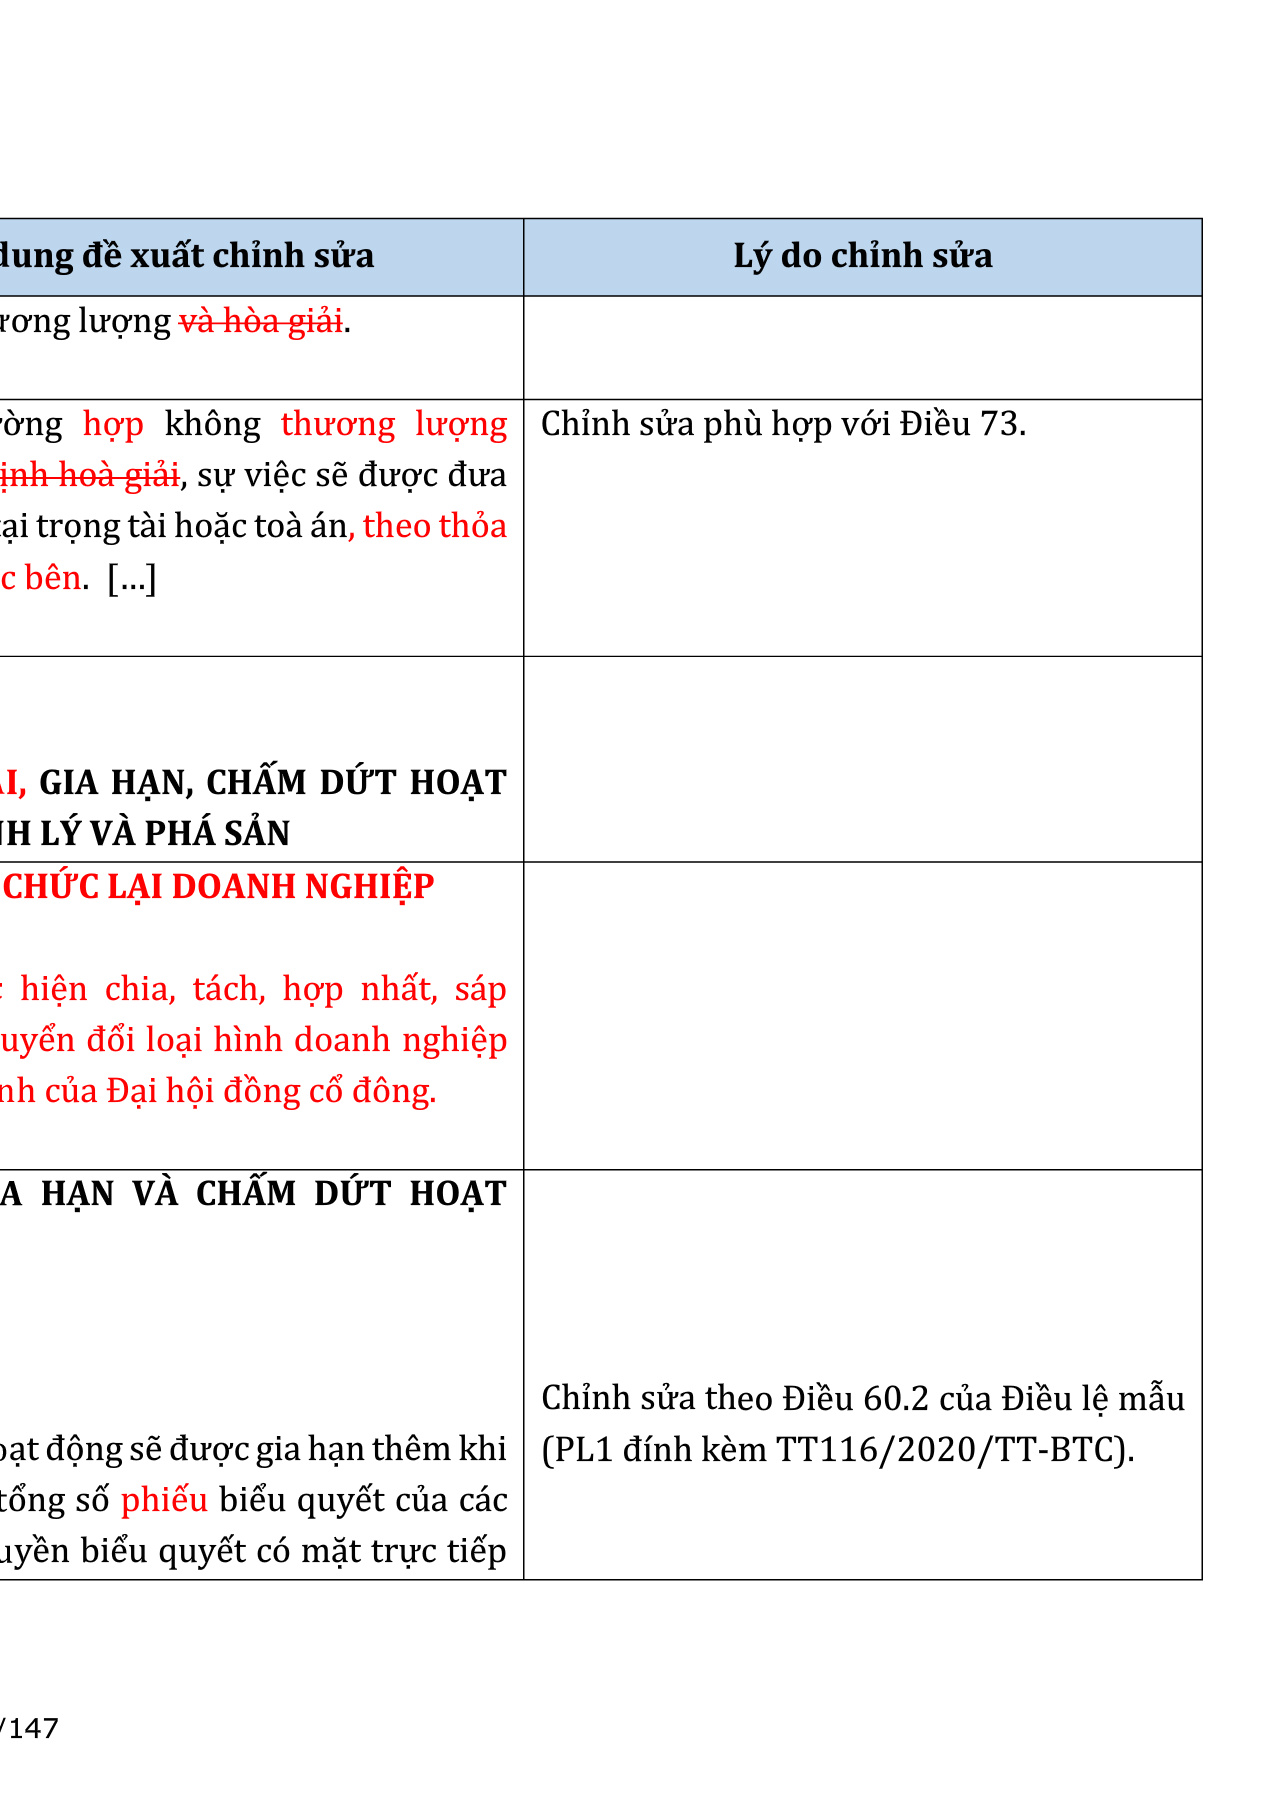 dung đề xuất chỉnh sửa
Lý do chỉnh sửa
ương lượng và hòa giải.
ường hợp không thương lượng
Chỉnh sửa phù hợp với Điều 73.
ịnh hoà giải, sự việc sẽ được đưa
tại trọng tài hoặc toà án, theo thỏa
c bên. […]
ẠI, GIA HẠN, CHẤM DỨT HOẠT
NH LÝ VÀ PHÁ SẢN
CHỨC LẠI DOANH NGHIỆP
hiện chia, tách, hợp nhất, sáp
uyển đổi loại hình doanh nghiệp
nh của Đại hội đồng cổ đông.
A HẠN VÀ CHẤM DỨT HOẠT
Chỉnh sửa theo Điều 60.2 của Điều lệ mẫu
(PL1 đính kèm TT116/2020/TT-BTC).
oạt động sẽ được gia hạn thêm khi
tổng số phiếu biểu quyết của các
uyền biểu quyết có mặt trực tiếp
/147